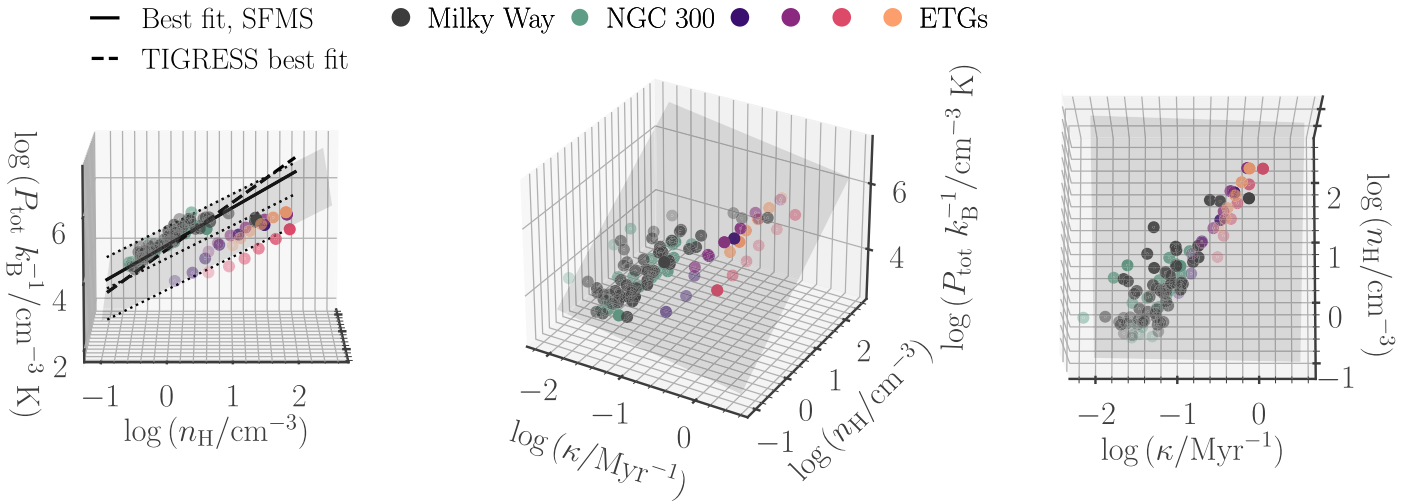 Best fit, SFMS
TIGRESS best fit
Milky Way
NGC 300
ETGs
log (P_tot k_B^−1/cm^−3 K)
6
4
2
−1
0
1
2
log (n_H/cm^−3)
log (P_tot k_B^−1/cm^−3 K)
6
4
−2
−1
0
log (κ/Myr^−1)
−1
0
1
2
log (n_H/cm^−3)
2
1
0
−1
log (n_H/cm^−3)
−2
−1
0
log (κ/Myr^−1)